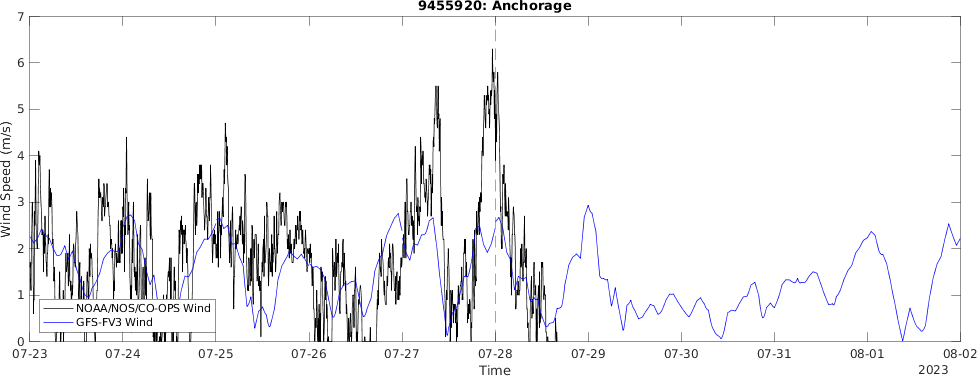 9455920: Anchorage
7
6
5
4
3
2
1
0
Wind Speed (m/s)
NOAA/NOS/CO-OPS Wind
GFS-FV3 Wind
07-23 07-24 07-25 07-26 07-27 07-28 07-29 07-30 07-31 08-01 08-02
Time 2023